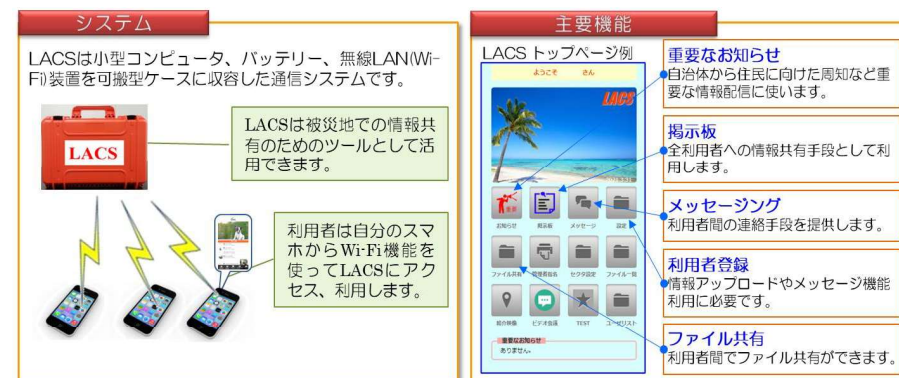 システム
LACSは小型コンピュータ、バッテリー、無線LAN(Wi-
Fi)装置を可搬型ケースに収容した通信システムです。
LACS
LACSは被災地での情報共
有のためのツールとして活
用できます。
利用者は自分のスマ
ホからWi-Fi機能を
使ってLACSにアク
セス、利用します。
主要機能
LACS トップページ例
ようこそ さん
LACS
お知らせ 掲示板 メッセージ 設定
ファイル共有 管理者指名 セクタ設定 ファイル一覧
ビデオ会議 TEST ユーザリスト
重要なお知らせ
ありません。
重要なお知らせ
自治体から住民に向けた周知など重
要な情報配信に使います。
掲示板
全利用者への情報共有手段として利
用します。
メッセージング
利用者間の連絡手段を提供します。
利用者登録
情報アップロードやメッセージ機能
利用に必要です。
ファイル共有
利用者間でファイル共有ができます。